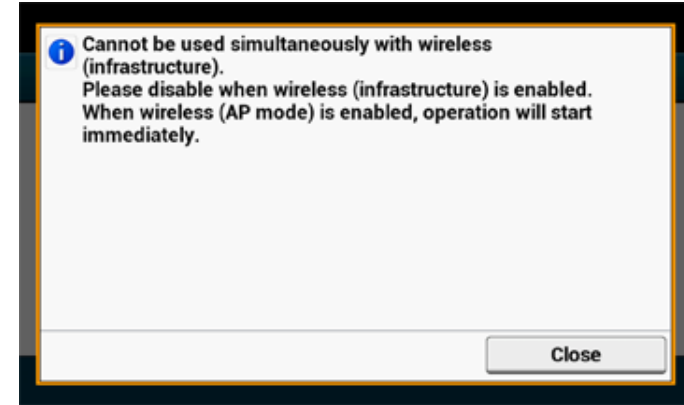 Cannot be used simultaneously with wireless
(infrastructure).
Please disable when wireless (infrastructure) is enabled.
When wireless (AP mode) is enabled, operation will start
immediately.
Close